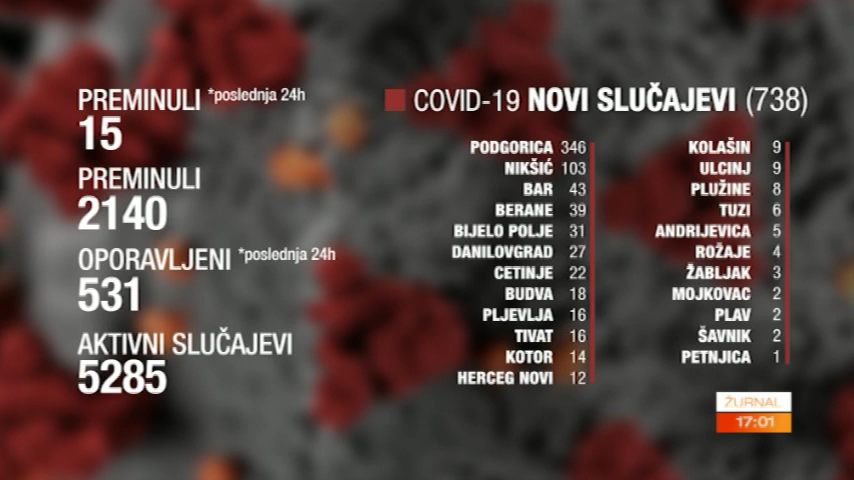 PREMINULI *poslednja 24h
15
PREMINULI
2140
OPORAVLJENI *poslednja 24h
531
AKTIVNI SLUČAJEVI
5285
COVID-19 NOVI SLUČAJEVI (738)
PODGORICA 346
NIKŠIĆ 103
BAR 43
BERANE 39
BIJELO POLJE 31
DANILOVGRAD 27
CETINJE 22
BUDVA 18
PLJEVLJA 16
TIVAT 16
KOTOR 14
HERCEG NOVI 12
KOLAŠIN 9
ULCINJ 9
PLUŽINE 8
TUZI 6
ANDRIJEVICA 5
ROŽAJE 4
ŽABLJAK 3
MOJKOVAC 2
PLAV 2
ŠAVNIK 2
PETNJICA 1
ŽURNAL
17:01